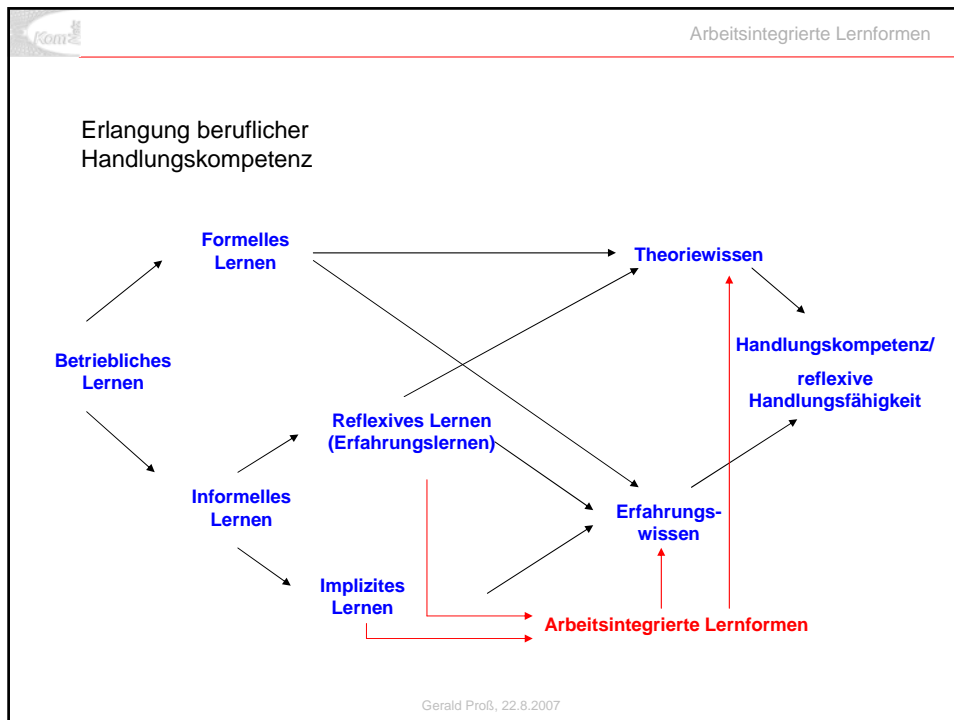 Kom
Arbeitsintegrierte Lernformen
Erlangung beruflicher
Handlungskompetenz
Formelles
Lernen
Theoriewissen
Betriebliches
Lernen
Handlungskompetenz/
reflexive
Handlungsfähigkeit
Reflexives Lernen
(Erfahrungslernen)
Informelles
Lernen
Erfahrungs-
wissen
Implizites
Lernen
Arbeitsintegrierte Lernformen
Gerald Proß, 22.8.2007